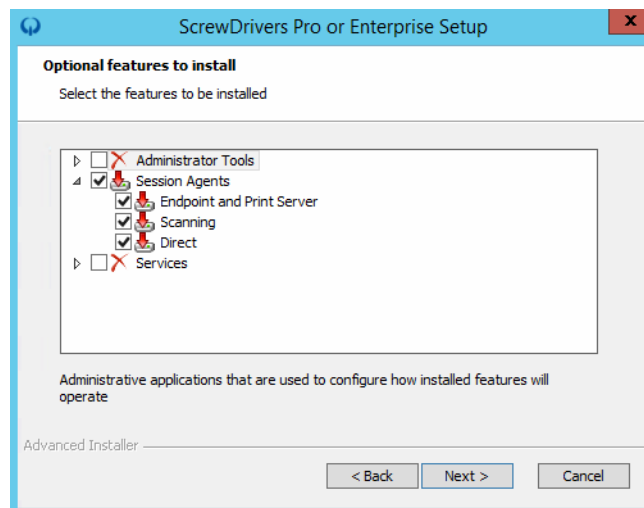 ScrewDrivers Pro or Enterprise Setup
x
Optional features to install
Select the features to be installed
Administrator Tools
Session Agents
Endpoint and Print Server
Scanning
Direct
Services
Administrative applications that are used to configure how installed features will
operate
Advanced Installer
< Back Next > Cancel